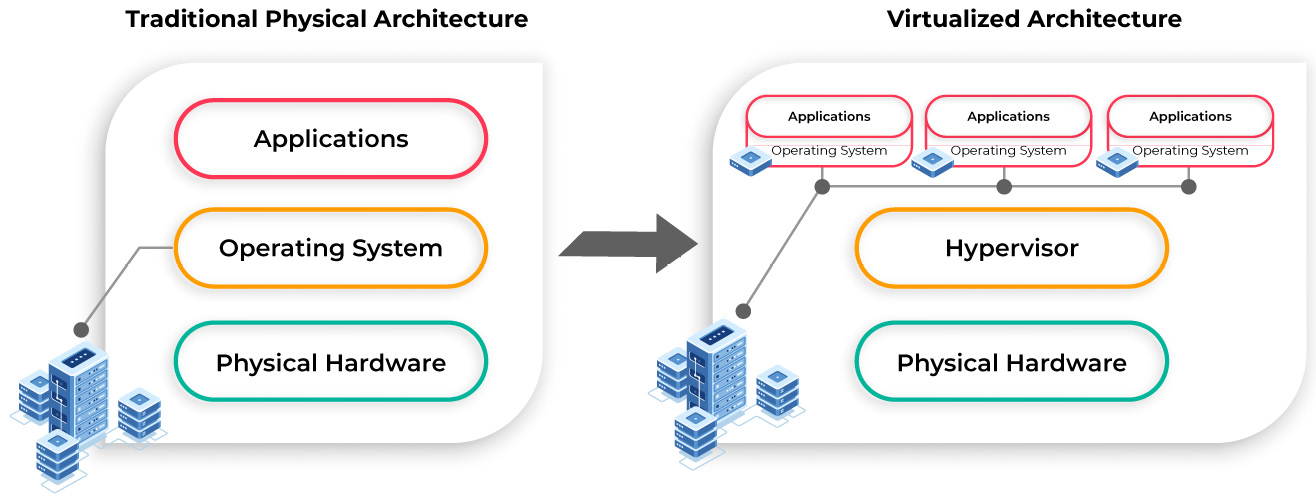 Traditional Physical Architecture
Applications
Operating System
Physical Hardware
Virtualized Architecture
Applications
Operating System
Applications
Operating System
Applications
Operating System
Hypervisor
Physical Hardware